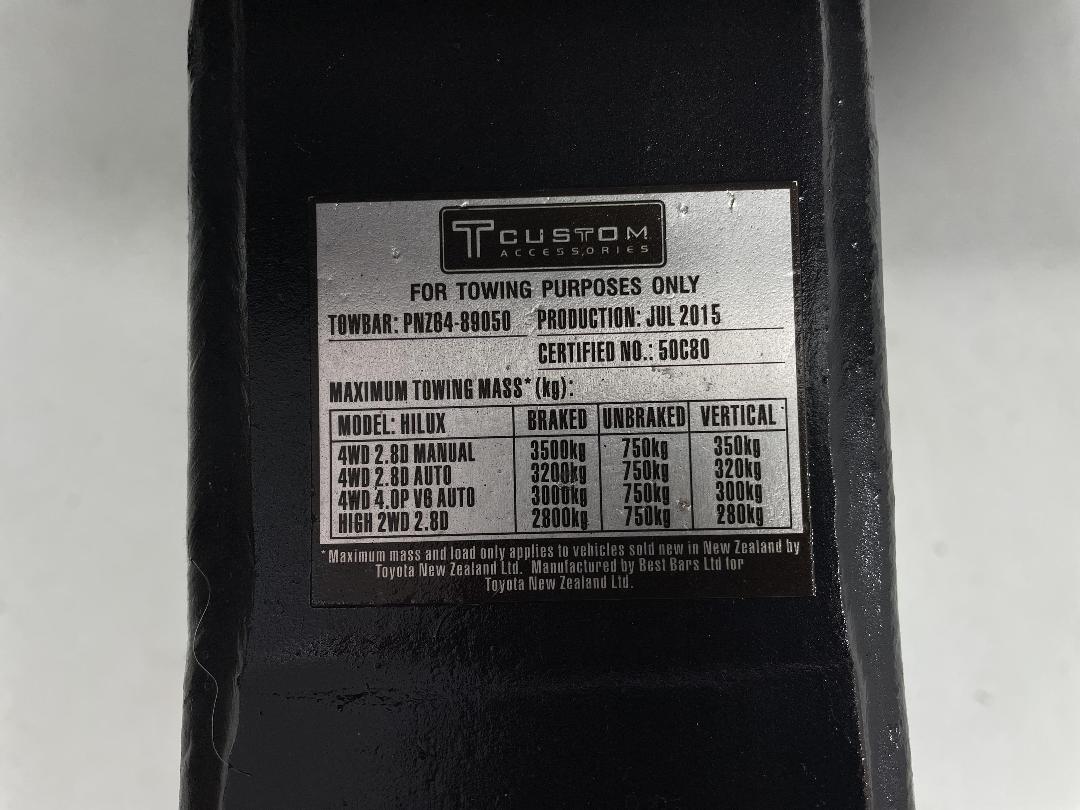 T CUSTOM
ACCESSORIES
FOR TOWING PURPOSES ONLY
TOWBAR: PNZ64-89050 PRODUCTION: JUL 2015
CERTIFIED NO.: 50C80
MAXIMUM TOWING MASS* (kg):
MODEL: HILUX BRAKED UNBRAKED VERTICAL
4WD 2.8D MANUAL 3500kg 750kg 350kg
4WD 2.8D AUTO 3200kg 750kg 320kg
4WD 4.0P V6 AUTO 3000kg 750kg 300kg
HIGH 2WD 2.8D 2800kg 750kg 280kg
*Maximum mass and load only applies to vehicles sold new in New Zealand by
Toyota New Zealand Ltd. Manufactured by Best Bars Ltd for
Toyota New Zealand Ltd.